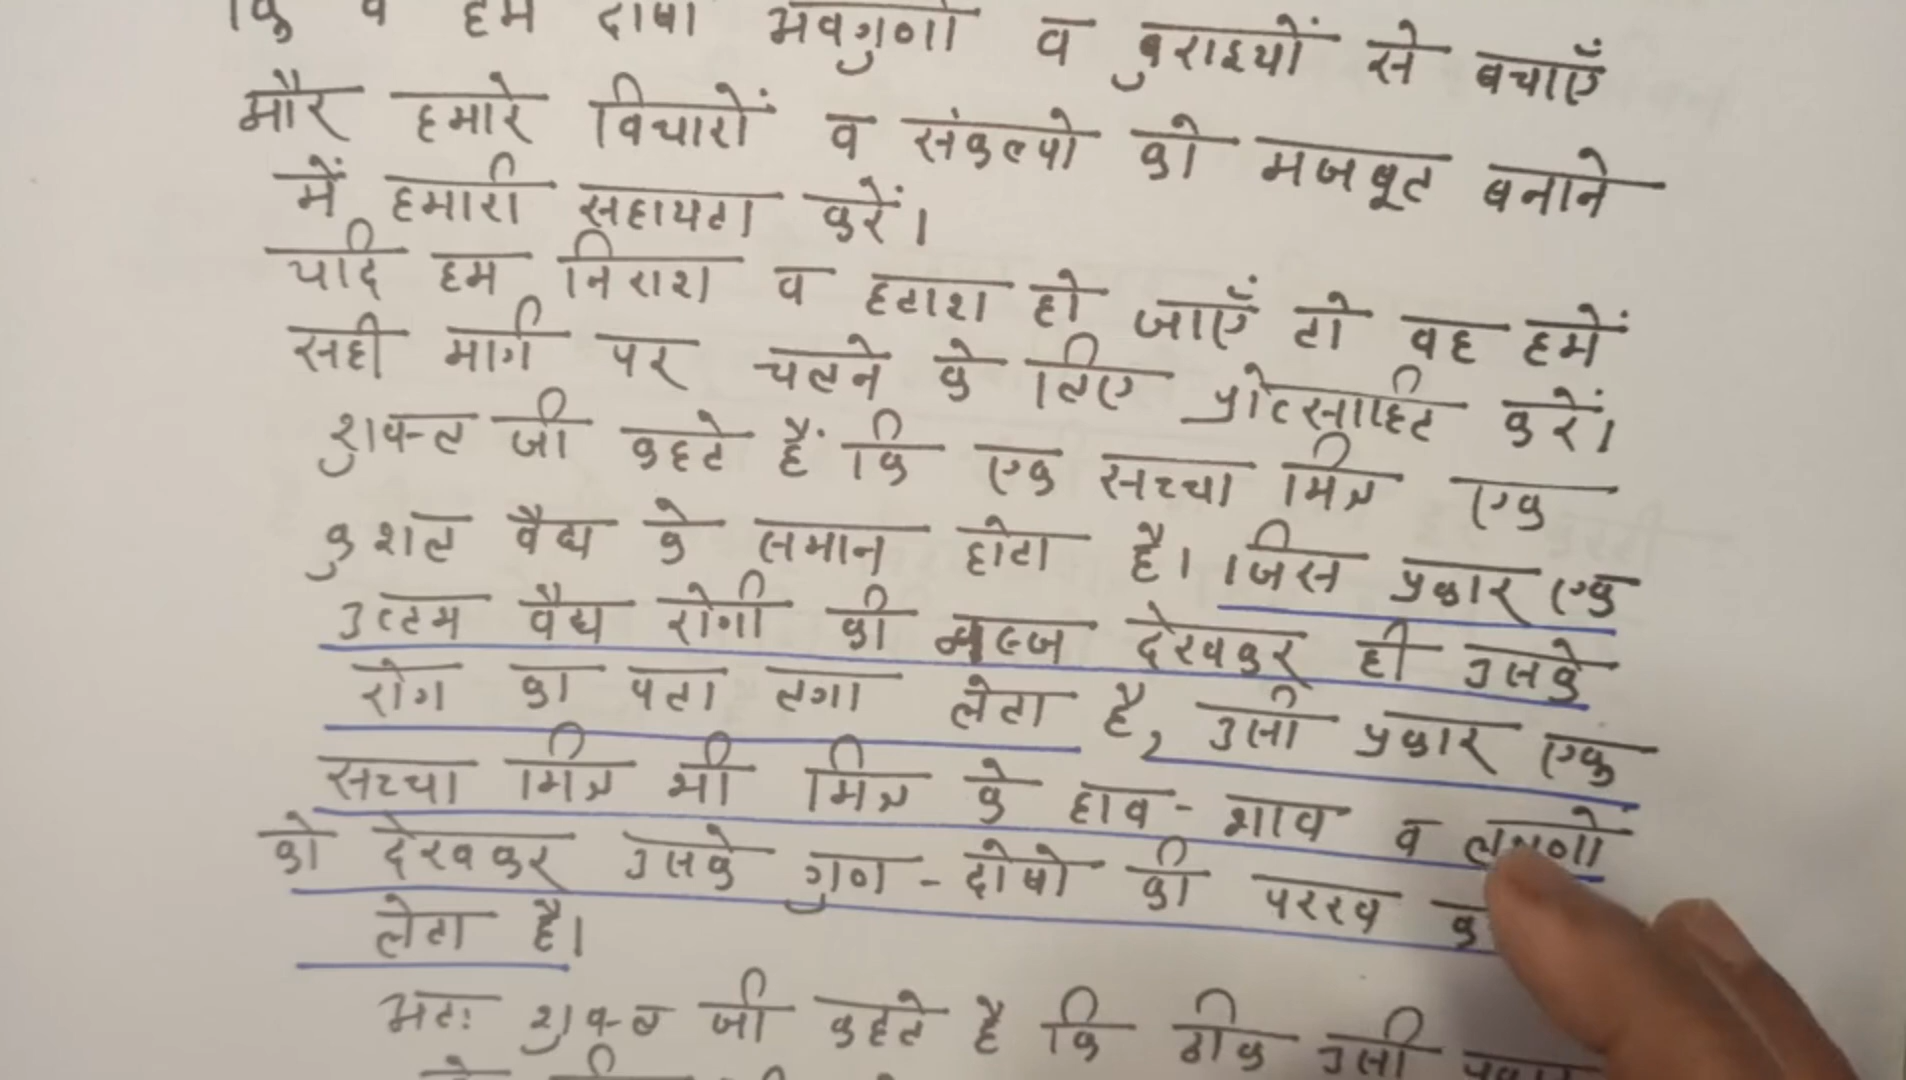 कि वे हमें दोषों अवगुणों व बुराइयों से बचाएँ
और हमारे विचारों व संकल्पो को मजबूत बनाने
में हमारी सहायता करें।
यदि हम निराश व हताश हो जाएँ तो वह हमें
सही मार्ग पर चलने के लिए प्रोत्साहित करें।
शुक्ल जी कहते हैं कि एक सच्चा मित्र एक
कुशल वैद्य के समान होता है। जिस प्रकार एक
उत्तम वैद्य रोगी की नब्ज देखकर ही उसके
रोग का पता लगा लेता है, उसी प्रकार एक
सच्चा मित्र भी मित्र के हाव - भाव व लक्षणो
को देखकर उसके गुण - दोषो की परख
लेता है।
अतः शुक्ल जी कहते है कि ठीक उसी